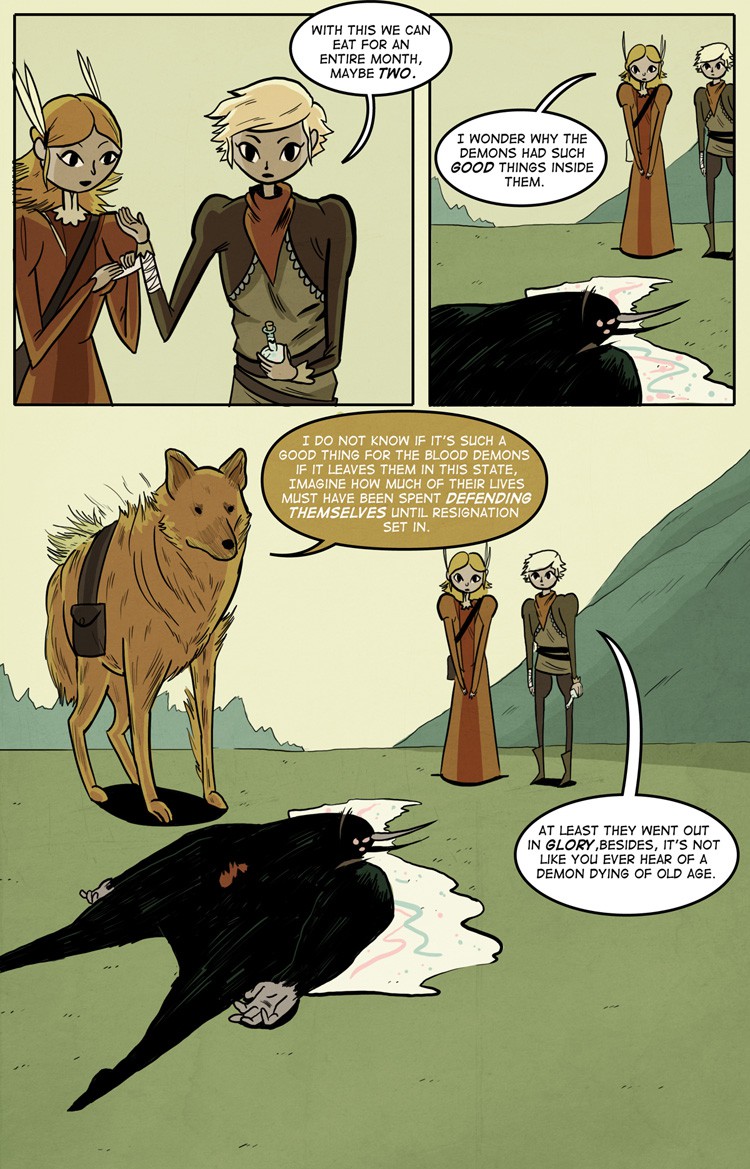 WITH THIS WE CAN
EAT FOR AN
ENTIRE MONTH,
MAYBE TWO.
I WONDER WHY THE
DEMONS HAD SUCH
GOOD THINGS INSIDE
THEM.
I DO NOT KNOW IF IT'S SUCH A
GOOD THING FOR THE BLOOD DEMONS
IF IT LEAVES THEM IN THIS STATE,
IMAGINE HOW MUCH OF THEIR LIVES
MUST HAVE BEEN SPENT DEFENDING
THEMSELVES UNTIL RESIGNATION
SET IN.
AT LEAST THEY WENT OUT
IN GLORY,BESIDES, IT'S NOT
LIKE YOU EVER HEAR OF A
DEMON DYING OF OLD AGE.